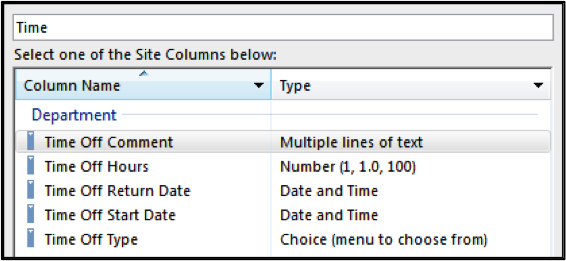 Time
Select one of the Site Columns below:
Column Name Type
Department
Time Off Comment Multiple lines of text
Time Off Hours Number (1, 1.0, 100)
Time Off Return Date Date and Time
Time Off Start Date Date and Time
Time Off Type Choice (menu to choose from)